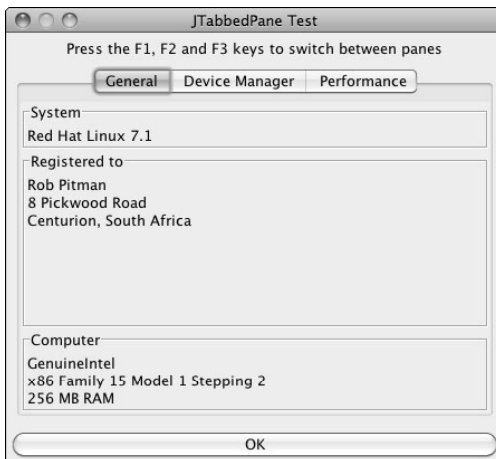 JTabbedPane Test
Press the F1, F2 and F3 keys to switch between panes
General Device Manager Performance
System
Red Hat Linux 7.1
Registered to
Rob Pitman
8 Pickwood Road
Centurion, South Africa
Computer
GenuineIntel
x86 Family 15 Model 1 Stepping 2
256 MB RAM
OK